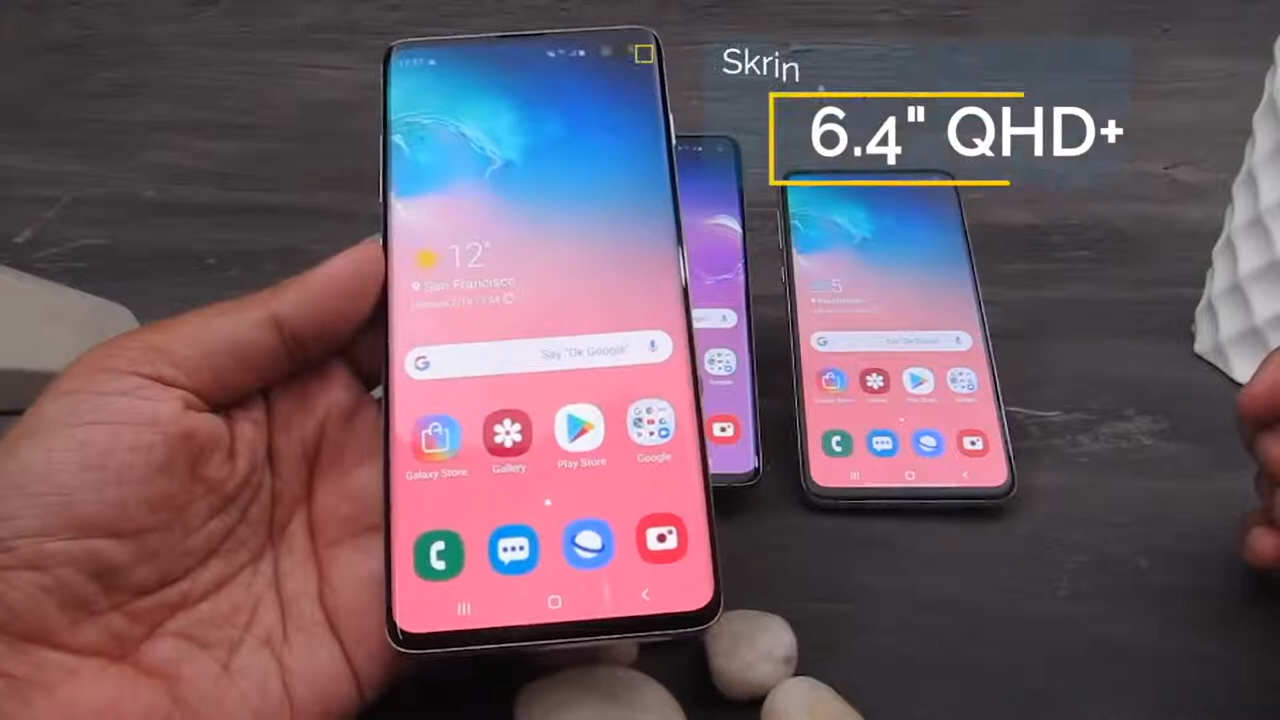 Skrin
6.4" QHD+
12°
San Francisco
Say "Ok Google"
Galaxy Store
Gallery
Play Store
Google